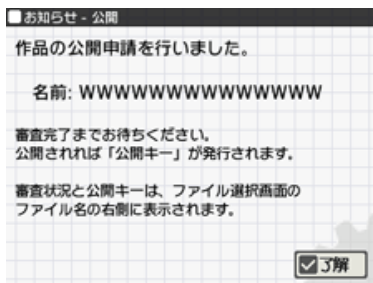 お知らせ - 公開
作品の公開申請を行いました。
名前: WWWWWWWWWWWWWW
審査完了までお待ちください。
公開されれば「公開キー」が発行されます。
審査状況と公開キーは、ファイル選択画面の
ファイル名の右側に表示されます。
了解